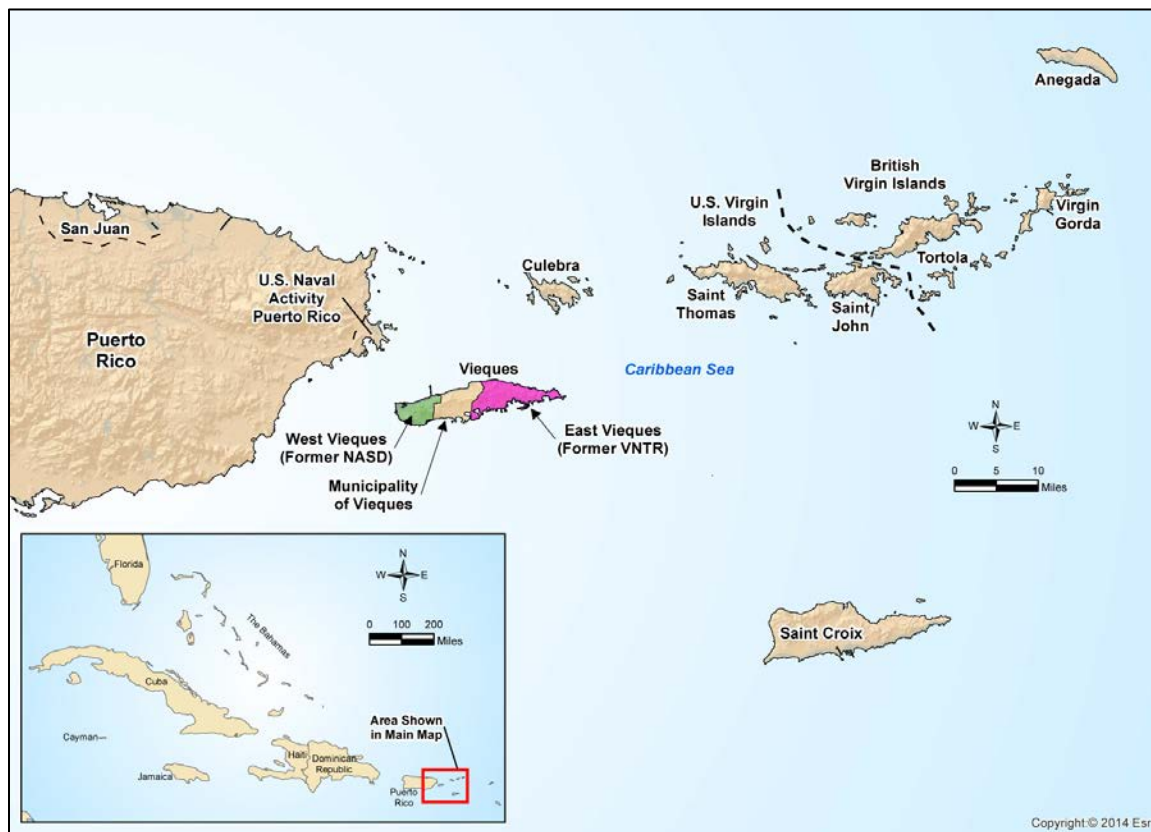 Anegada
British
Virgin Islands
U.S. Virgin
Islands
Virgin
Gorda
San Juan
Tortola
Culebra
U.S. Naval
Activity
Puerto Rico
Saint
Thomas
Saint
John
Puerto
Rico
Vieques
Caribbean Sea
West Vieques
(Former NASD)
East Vieques
(Former VNTR)
Municipality
of Vieques
N
W E
S
0 5 10
Miles
Saint Croix
Florida
N
W E
S
The Bahamas
0 100 200
Miles
Cuba
Area Shown
in Main Map
Cayman
Haiti
Dominican
Republic
Jamaica
Puerto
Rico
Copyright:© 2014 Esr